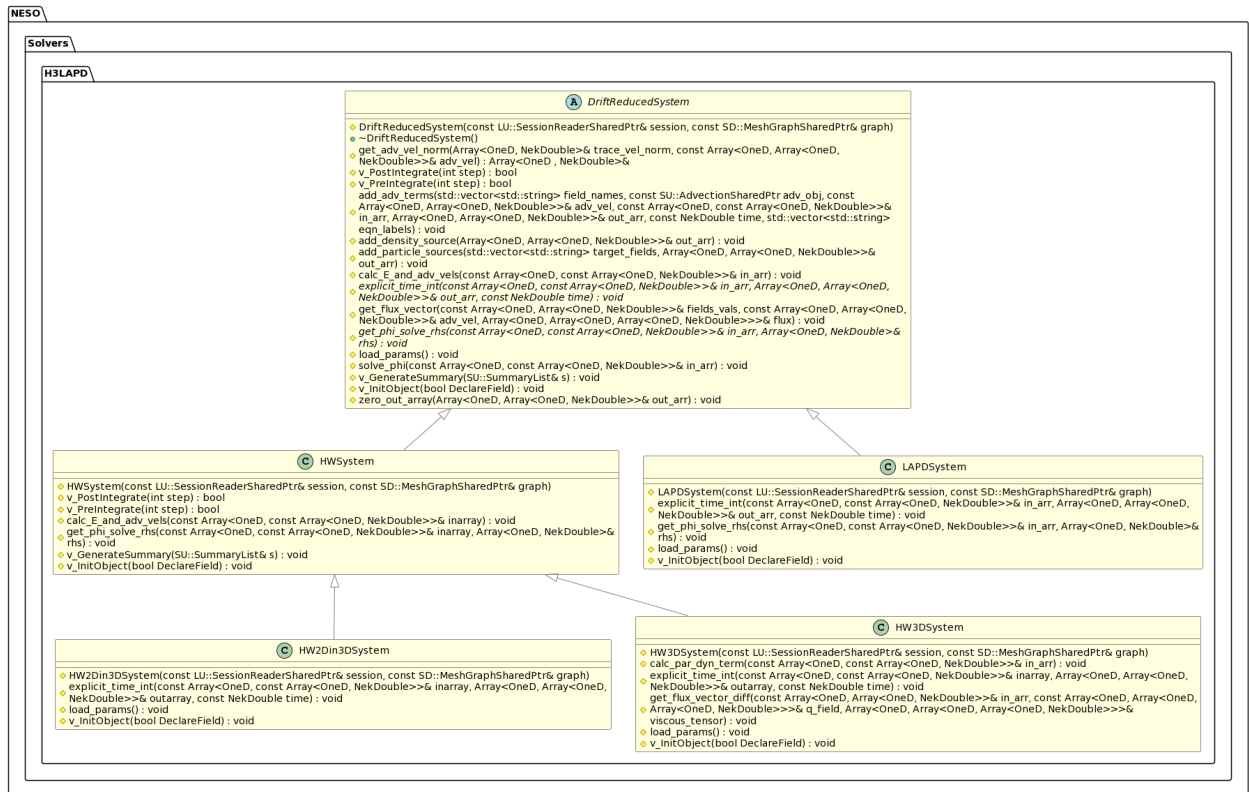 NESO
Solvers
H3LAPD
A DriftReducedSystem
DriftReducedSystem(const LU::SessionReaderSharedPtr& session, const SD::MeshGraphSharedPtr& graph)
~DriftReducedSystem()
get_adv_vel_norm(Array<OneD, NekDouble>& trace_vel_norm, const Array<OneD, Array<OneD,
NekDouble>>& adv_vel) : Array<OneD , NekDouble>&
v_PostIntegrate(int step) : bool
v_PreIntegrate(int step) : bool
add_adv_terms(std::vector<std::string> field_names, const SU::AdvectionSharedPtr adv_obj, const
Array<OneD, Array<OneD, NekDouble>>& adv_vel, const Array<OneD, const Array<OneD, NekDouble>>&
in_arr, Array<OneD, Array<OneD, NekDouble>>& out_arr, const NekDouble time, std::vector<std::string>
eqn_labels) : void
add_density_source(Array<OneD, Array<OneD, NekDouble>>& out_arr) : void
add_particle_sources(std::vector<std::string> target_fields, Array<OneD, Array<OneD, NekDouble>>&
out_arr) : void
calc_E_and_adv_vels(const Array<OneD, const Array<OneD, NekDouble>>& in_arr) : void
explicit_time_int(const Array<OneD, const Array<OneD, NekDouble>>& in_arr, Array<OneD, Array<OneD,
NekDouble>>& out_arr, const NekDouble time) : void
get_flux_vector(const Array<OneD, Array<OneD, NekDouble>>& fields_vals, const Array<OneD, Array<OneD,
NekDouble>>& adv_vel, Array<OneD, Array<OneD, Array<OneD, NekDouble>>>& flux) : void
get_phi_solve_rhs(const Array<OneD, const Array<OneD, NekDouble>>& in_arr, Array<OneD, NekDouble>&
rhs) : void
load_params() : void
solve_phi(const Array<OneD, const Array<OneD, NekDouble>>& in_arr) : void
v_GenerateSummary(SU::SummaryList& s) : void
v_InitObject(bool DeclareField) : void
zero_out_array(Array<OneD, Array<OneD, NekDouble>>& out_arr) : void
C HWSystem
HWSystem(const LU::SessionReaderSharedPtr& session, const SD::MeshGraphSharedPtr& graph)
v_PostIntegrate(int step) : bool
v_PreIntegrate(int step) : bool
calc_E_and_adv_vels(const Array<OneD, const Array<OneD, NekDouble>>& inarray) : void
get_phi_solve_rhs(const Array<OneD, const Array<OneD, NekDouble>>& inarray, Array<OneD, NekDouble>&
rhs) : void
v_GenerateSummary(SU::SummaryList& s) : void
v_InitObject(bool DeclareField) : void
C LAPDSystem
LAPDSystem(const LU::SessionReaderSharedPtr& session, const SD::MeshGraphSharedPtr& graph)
explicit_time_int(const Array<OneD, const Array<OneD, NekDouble>>& in_arr, Array<OneD, Array<OneD,
NekDouble>>& out_arr, const NekDouble time) : void
get_phi_solve_rhs(const Array<OneD, const Array<OneD, NekDouble>>& in_arr, Array<OneD, NekDouble>&
rhs) : void
load_params() : void
v_InitObject(bool DeclareField) : void
C HW2Din3DSystem
HW2Din3DSystem(const LU::SessionReaderSharedPtr& session, const SD::MeshGraphSharedPtr& graph)
explicit_time_int(const Array<OneD, const Array<OneD, NekDouble>>& inarray, Array<OneD, Array<OneD,
NekDouble>>& outarray, const NekDouble time) : void
load_params() : void
v_InitObject(bool DeclareField) : void
C HW3DSystem
HW3DSystem(const LU::SessionReaderSharedPtr& session, const SD::MeshGraphSharedPtr& graph)
calc_par_dyn_term(const Array<OneD, const Array<OneD, NekDouble>>& in_arr) : void
explicit_time_int(const Array<OneD, const Array<OneD, NekDouble>>& inarray, Array<OneD, Array<OneD,
NekDouble>>& outarray, const NekDouble time) : void
get_flux_vector_diff(const Array<OneD, Array<OneD, NekDouble>>& in_arr, const Array<OneD, Array<OneD,
Array<OneD, NekDouble>>>& q_field, Array<OneD, Array<OneD, Array<OneD, NekDouble>>>&
viscous_tensor) : void
load_params() : void
v_InitObject(bool DeclareField) : void